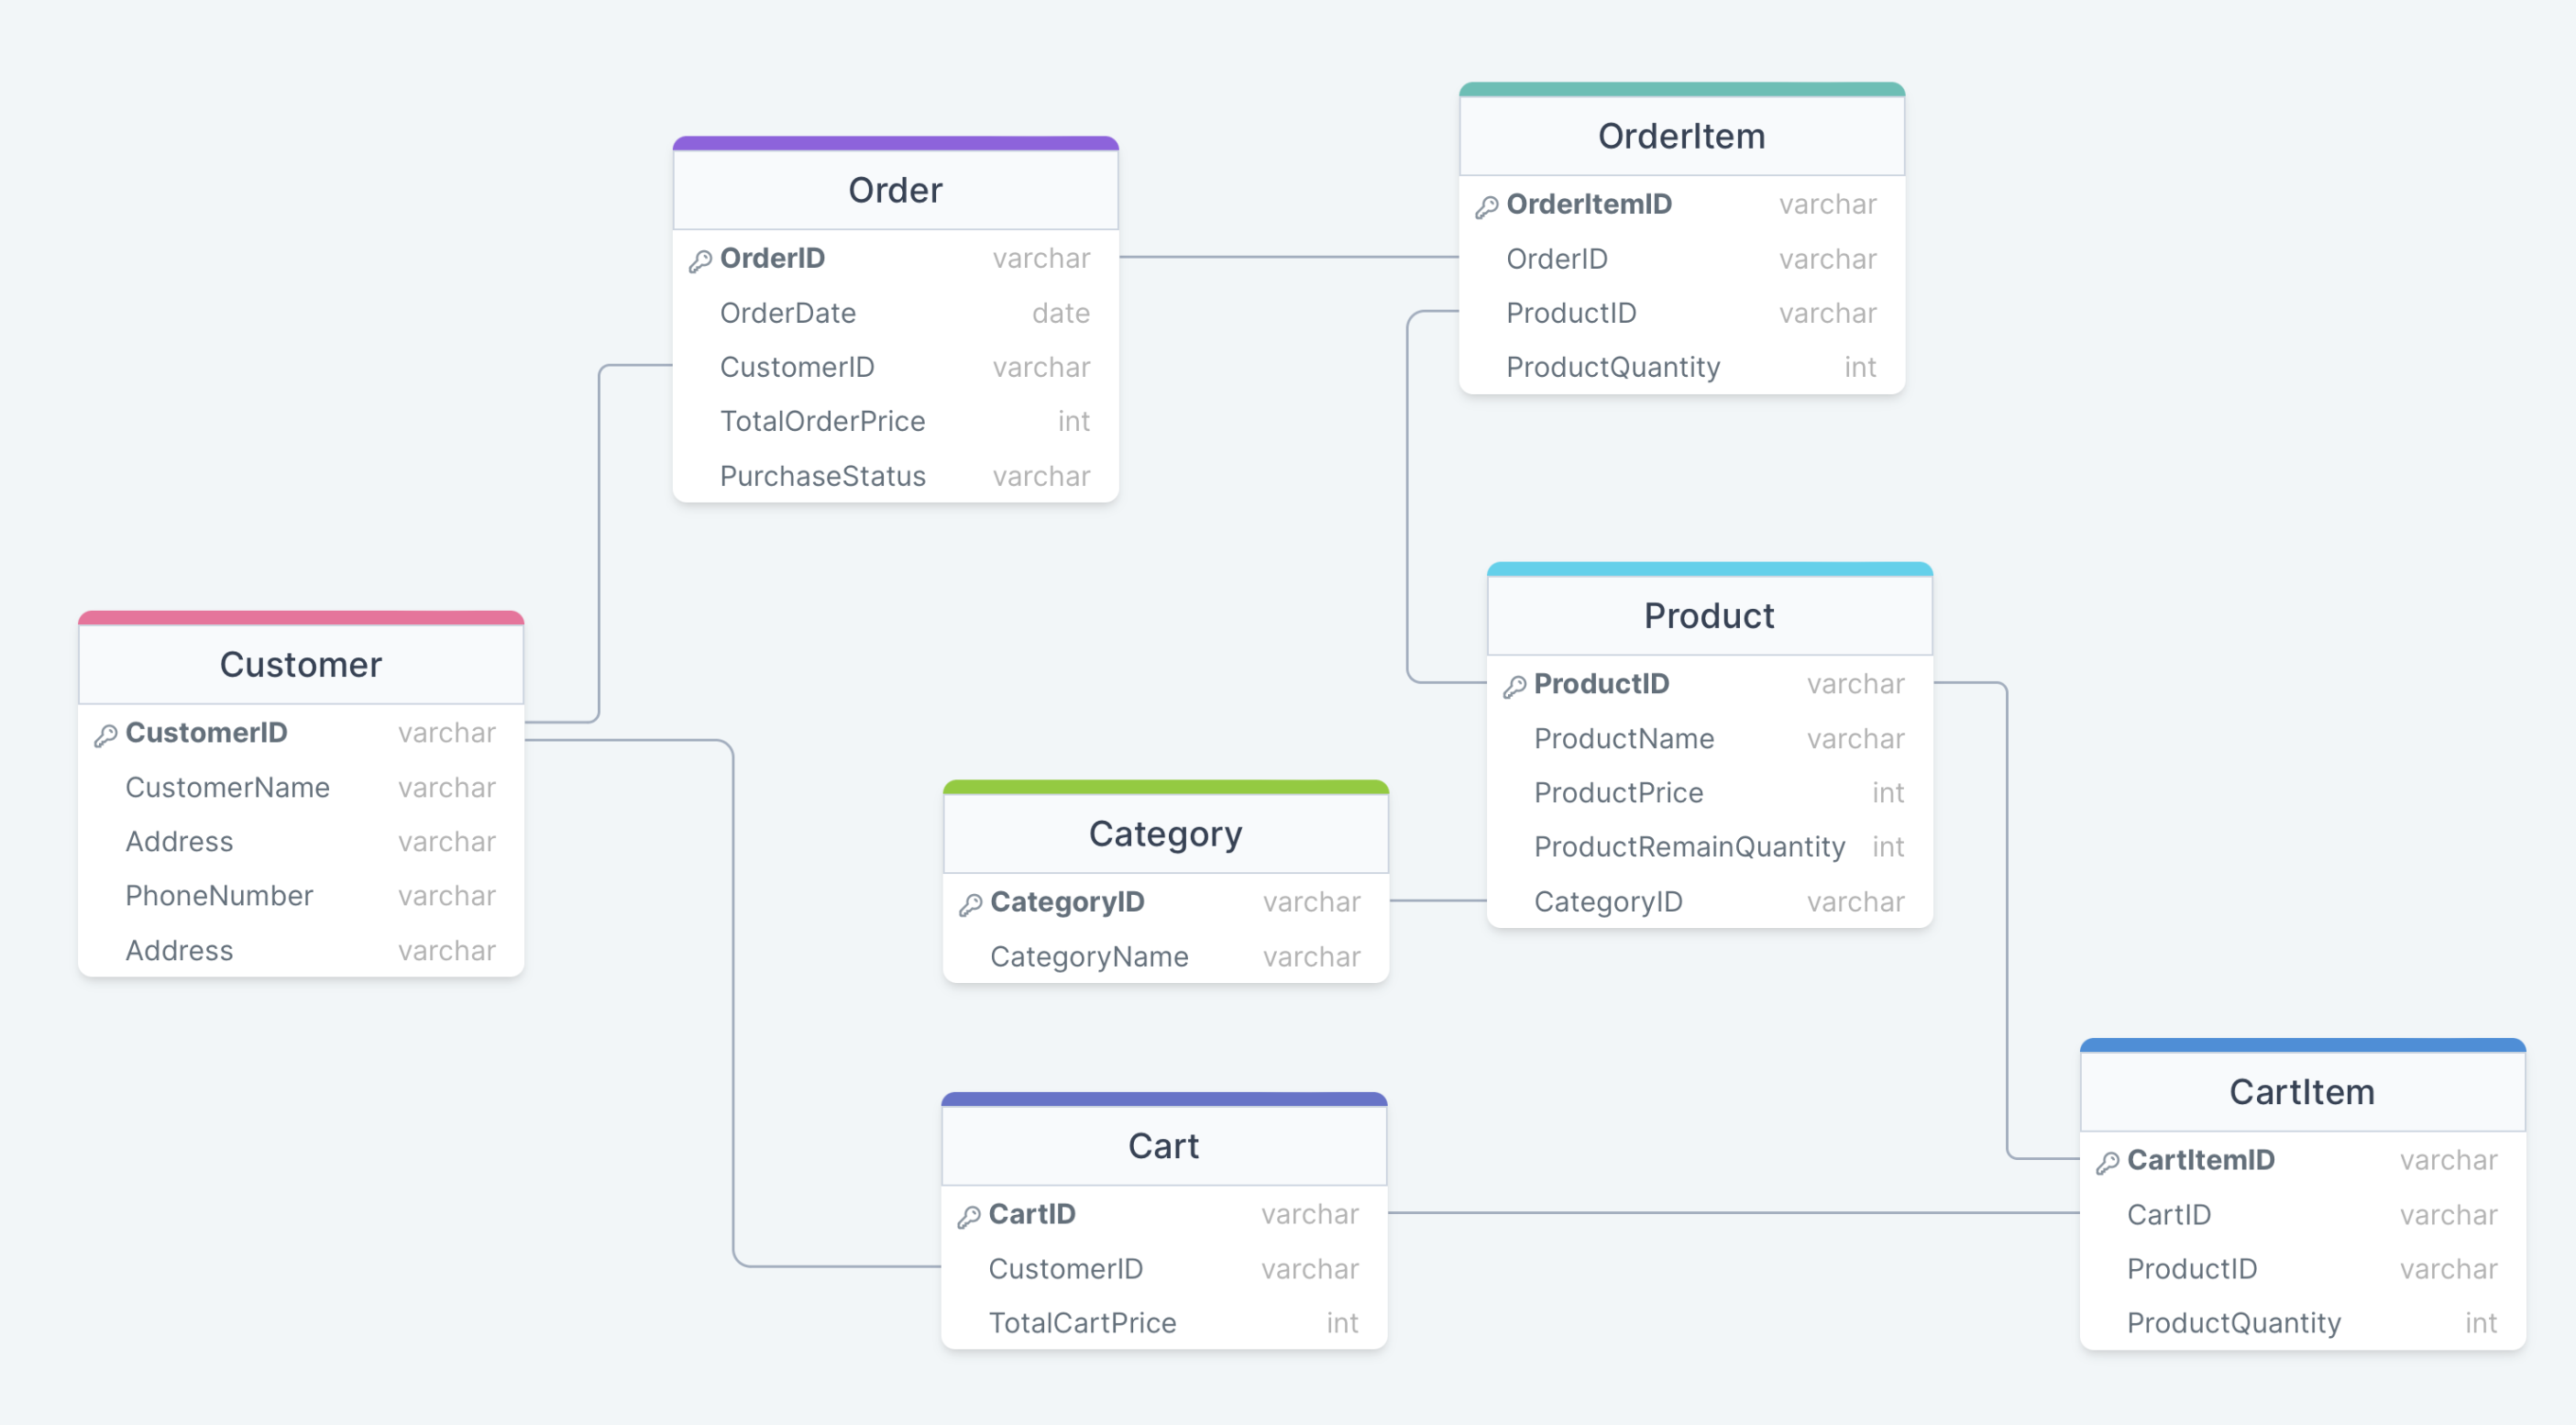 Order
OrderID varchar
OrderDate date
CustomerID varchar
TotalOrderPrice int
PurchaseStatus varchar
OrderItem
OrderItemID varchar
OrderID varchar
ProductID varchar
ProductQuantity int
Customer
CustomerID varchar
CustomerName varchar
Address varchar
PhoneNumber varchar
Address varchar
Product
ProductID varchar
ProductName varchar
ProductPrice int
ProductRemainQuantity int
CategoryID varchar
Category
CategoryID varchar
CategoryName varchar
Cart
CartID varchar
CustomerID varchar
TotalCartPrice int
CartItem
CartItemID varchar
CartID varchar
ProductID varchar
ProductQuantity int